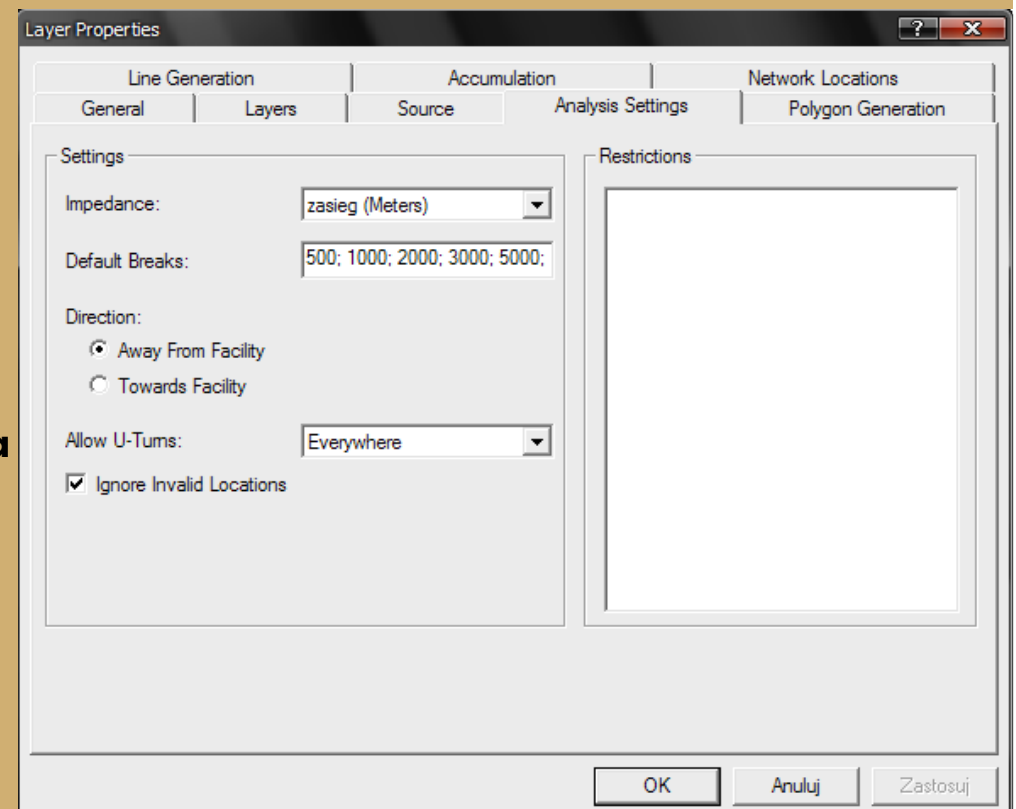 Layer Properties
Line Generation Accumulation Network Locations
General Layers Source Analysis Settings Polygon Generation
Settings
Impedance: zasieg (Meters)
Default Breaks: 500; 1000; 2000; 3000; 5000;
Direction:
Away From Facility
Towards Facility
Allow U-Turns: Everywhere
Ignore Invalid Locations
Restrictions
OK Anuluj Zastosuj